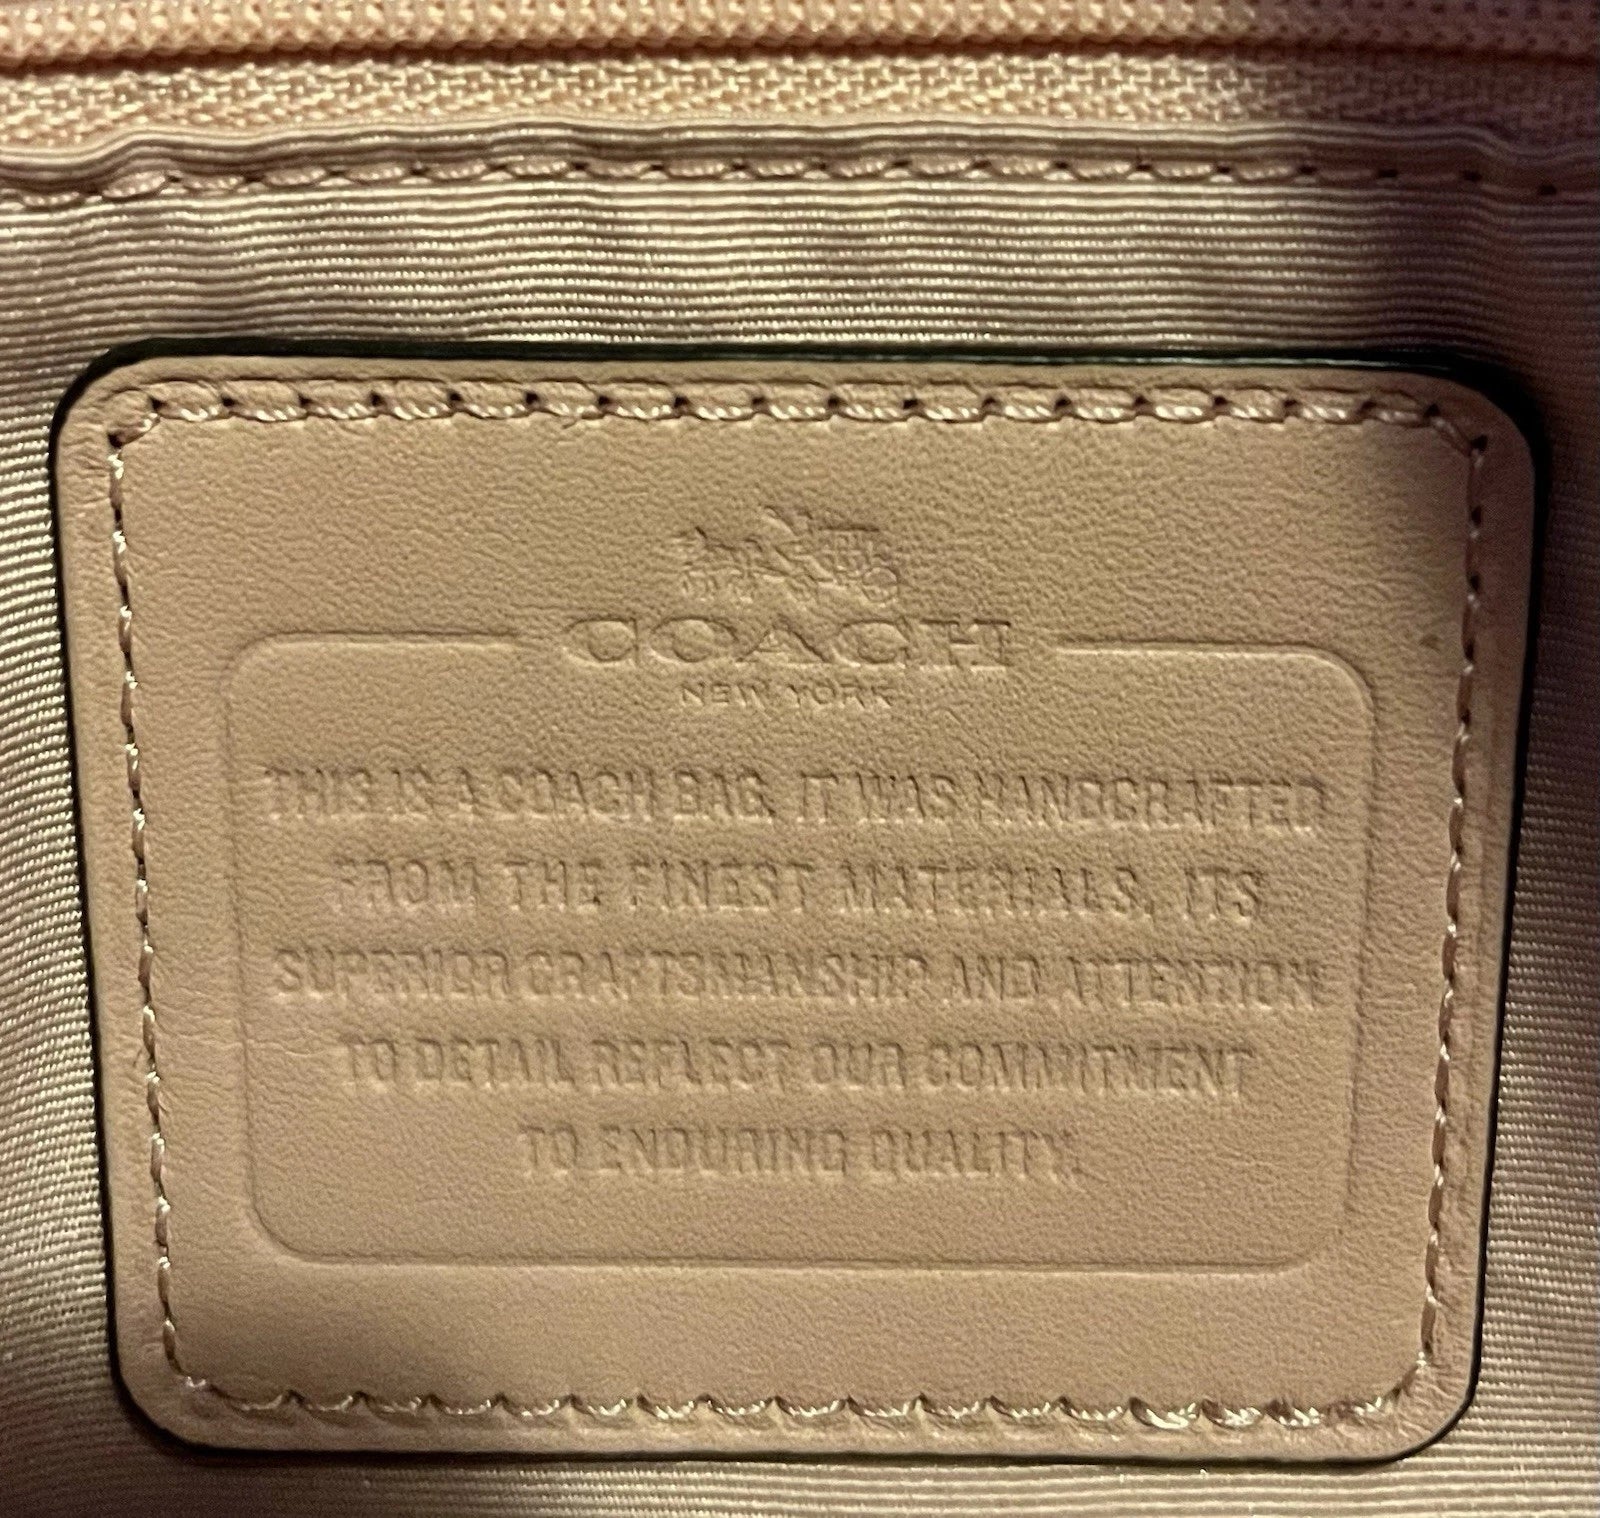 COACH
NEW YORK
THIS IS A COACH BAG. IT WAS HANDCRAFTED
FROM THE FINEST MATERIALS. ITS
SUPERIOR CRAFTSMANSHIP AND ATTENTION
TO DETAIL REFLECT OUR COMMITMENT
TO ENDURING QUALITY.